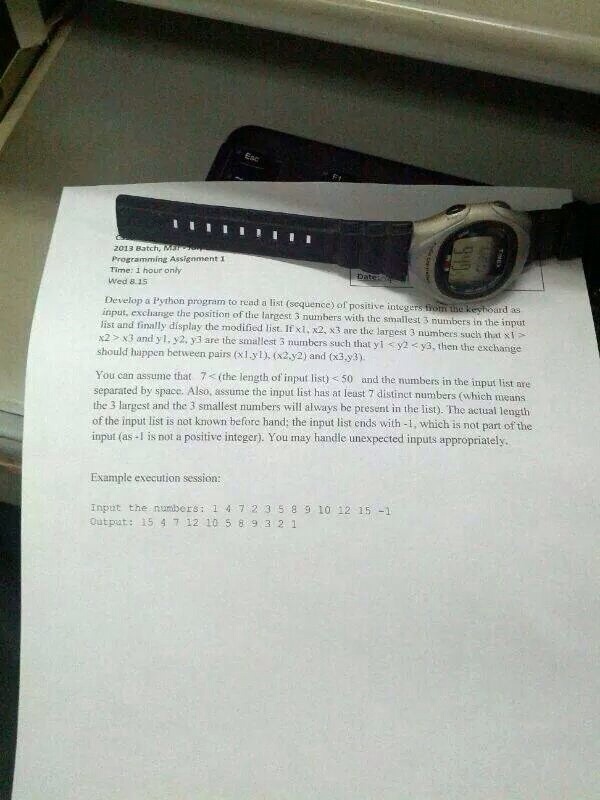 Esc
F1
TIMEX
2013 Batch,
Programming Assignment 1
Time: 1 hour only
Wed 8.15
Date:
Develop a Python program to read a list (sequence) of positive integers from the keyboard as
input, exchange the position of the largest 3 numbers with the smallest 3 numbers in the input
list and finally display the modified list. If x1, x2, x3 are the largest 3 numbers such that x1 >
x2 > x3 and y1, y2, y3 are the smallest 3 numbers such that y1 < y2 < y3, then the exchange
should happen between pairs (x1,y1), (x2,y2) and (x3,y3).
You can assume that 7 < (the length of input list) < 50 and the numbers in the input list are
separated by space. Also, assume the input list has at least 7 distinct numbers (which means
the 3 largest and the 3 smallest numbers will always be present in the list). The actual length
of the input list is not known before hand; the input list ends with -1, which is not part of the
input (as -1 is not a positive integer). You may handle unexpected inputs appropriately.
Example execution session:
Input the numbers: 1 4 7 2 3 5 8 9 10 12 15 -1
Output: 15 4 7 12 10 5 8 9 3 2 1